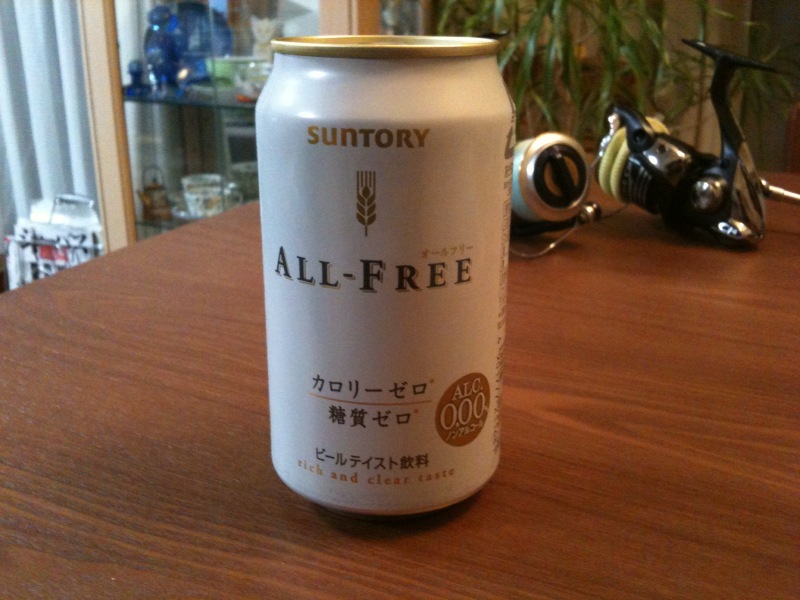 SUNTORY
オールフリー
ALL-FREE
カロリーゼロ*
糖質ゼロ*
ALC.
0.00%
ノンアルコール
ビールテイスト飲料
rich and clear taste